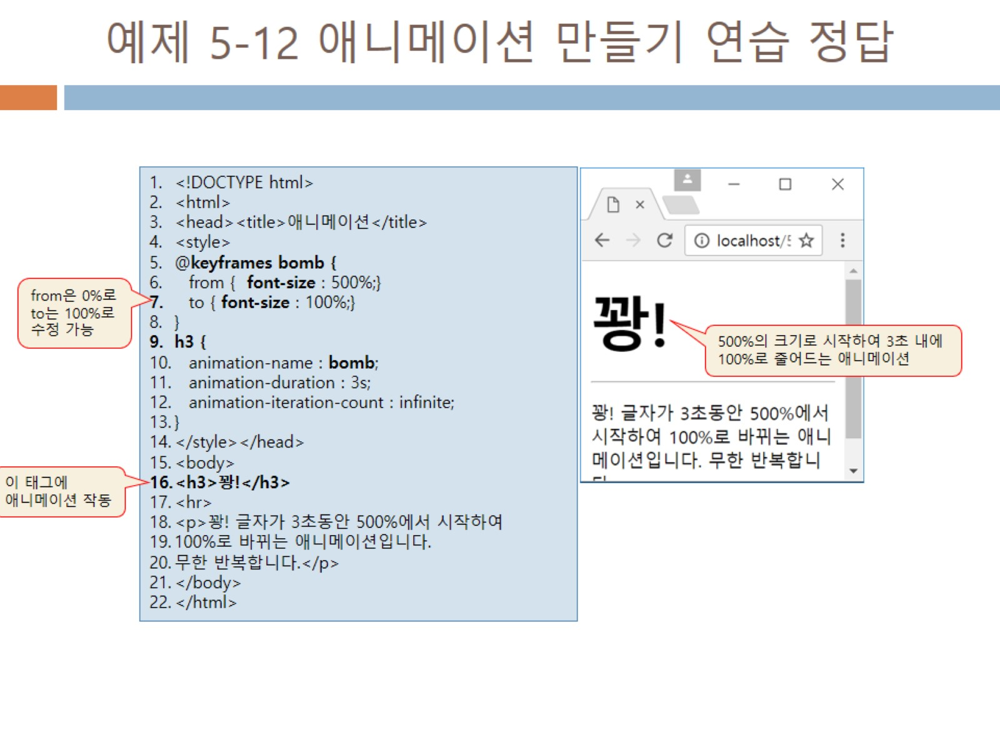 예제 5-12 애니메이션 만들기 연습 정답
1. <!DOCTYPE html>
2. <html>
3. <head><title>애니메이션</title>
4. <style>
5. @keyframes bomb {
6. from { font-size : 500%;}
7. to { font-size : 100%;}
8. }
9. h3 {
10. animation-name : bomb;
11. animation-duration : 3s;
12. animation-iteration-count : infinite;
13. }
14. </style></head>
15. <body>
16. <h3>꽝!</h3>
17. <hr>
18. <p>꽝! 글자가 3초동안 500%에서 시작하여
19. 100%로 바뀌는 애니메이션입니다.
20. 무한 반복합니다.</p>
21. </body>
22. </html>
from은 0%로
to는 100%로
수정 가능
이 태그에
애니메이션 작동
localhost/
꽝!
500%의 크기로 시작하여 3초 내에
100%로 줄어드는 애니메이션
꽝! 글자가 3초동안 500%에서
시작하여 100%로 바뀌는 애니
메이션입니다. 무한 반복합니